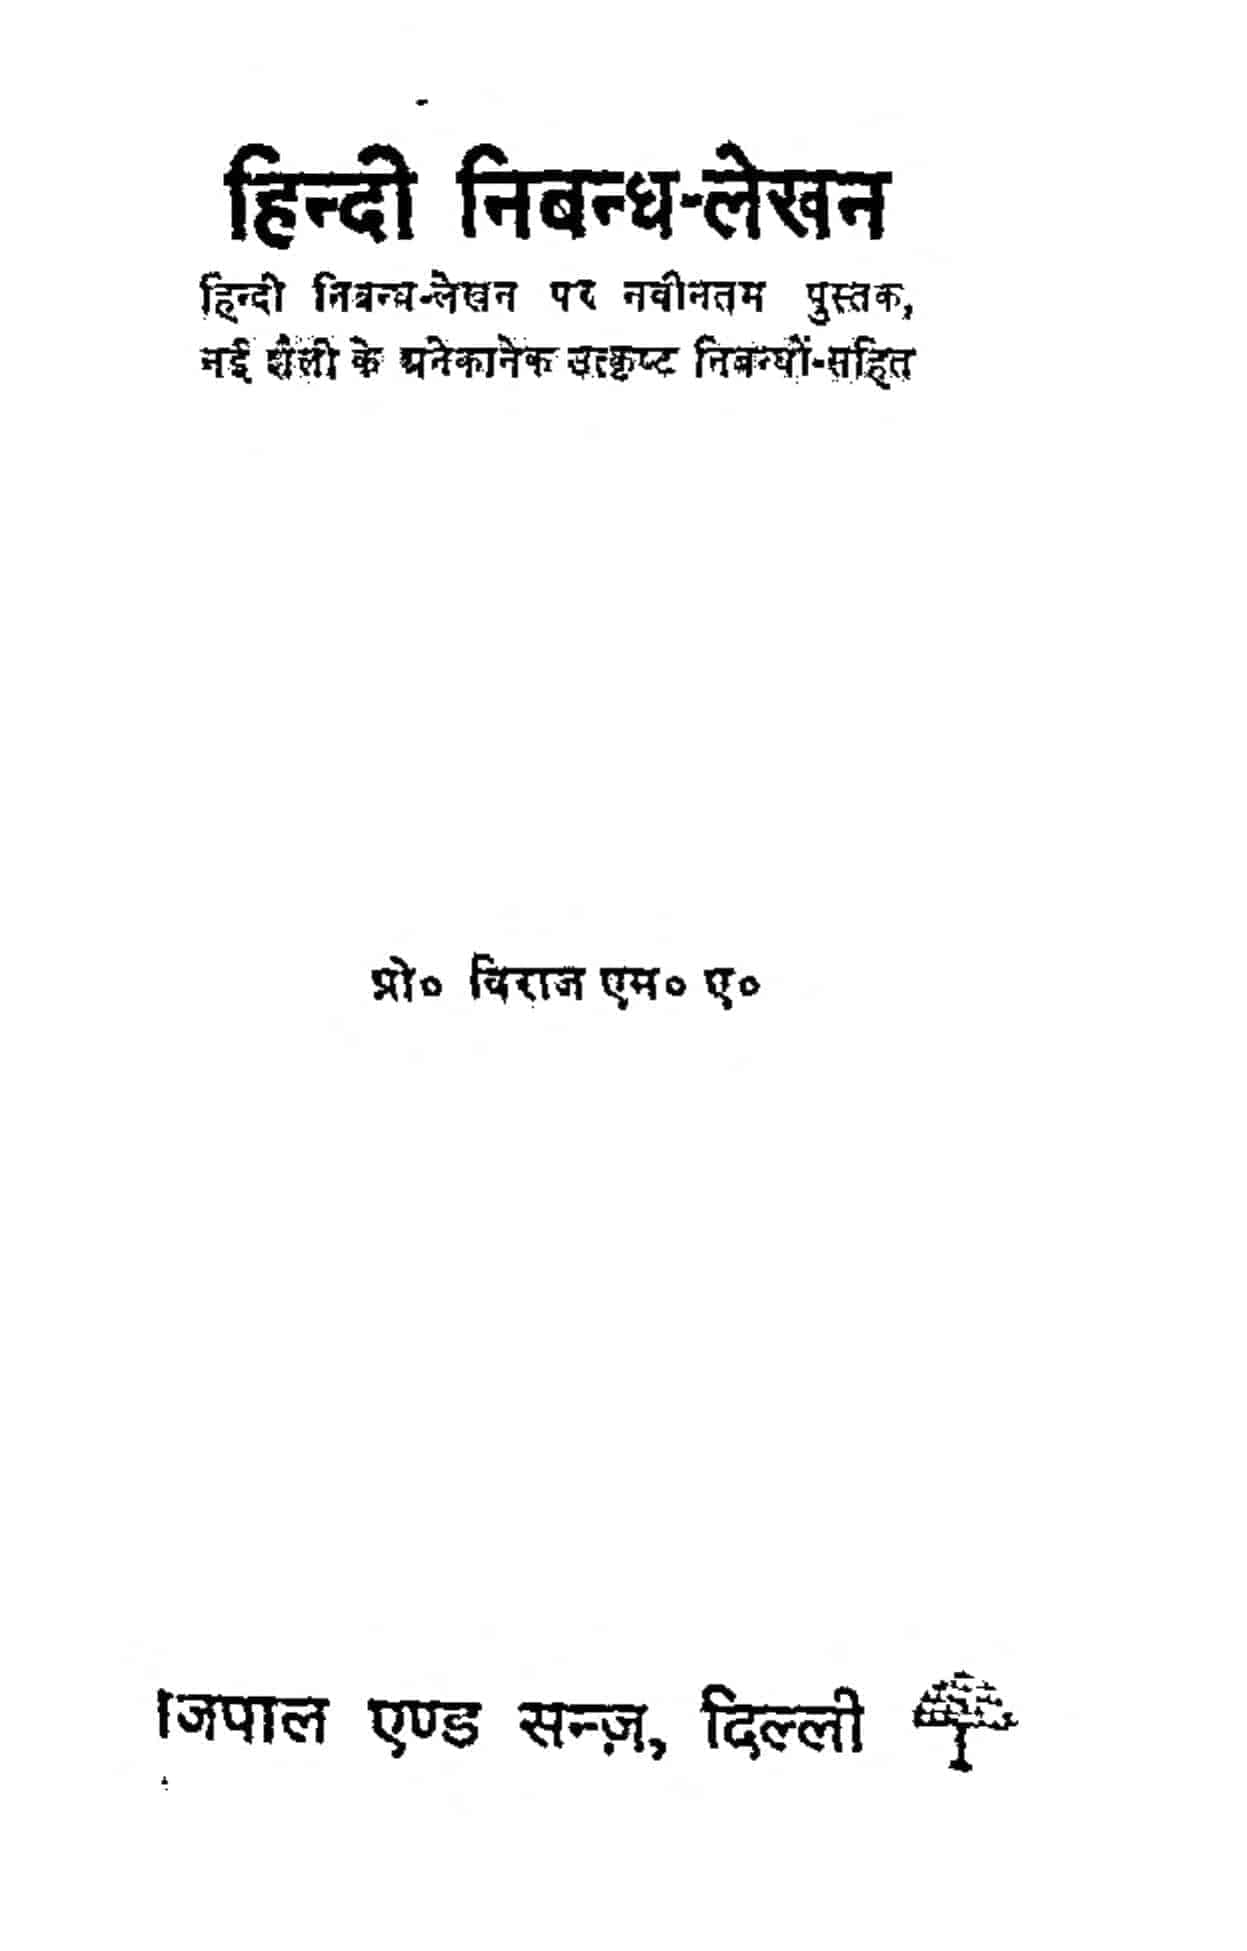 हिन्दी निबन्ध-लेखन
हिन्दी निबन्ध-लेखन पर नवीनतम पुस्तक,
नई शैली के अनेकानेक उत्कृष्ट निबन्धों-सहित
प्रो० विराज एम० ए०
ाजपाल एण्ड सन्ज़, दिल्ली